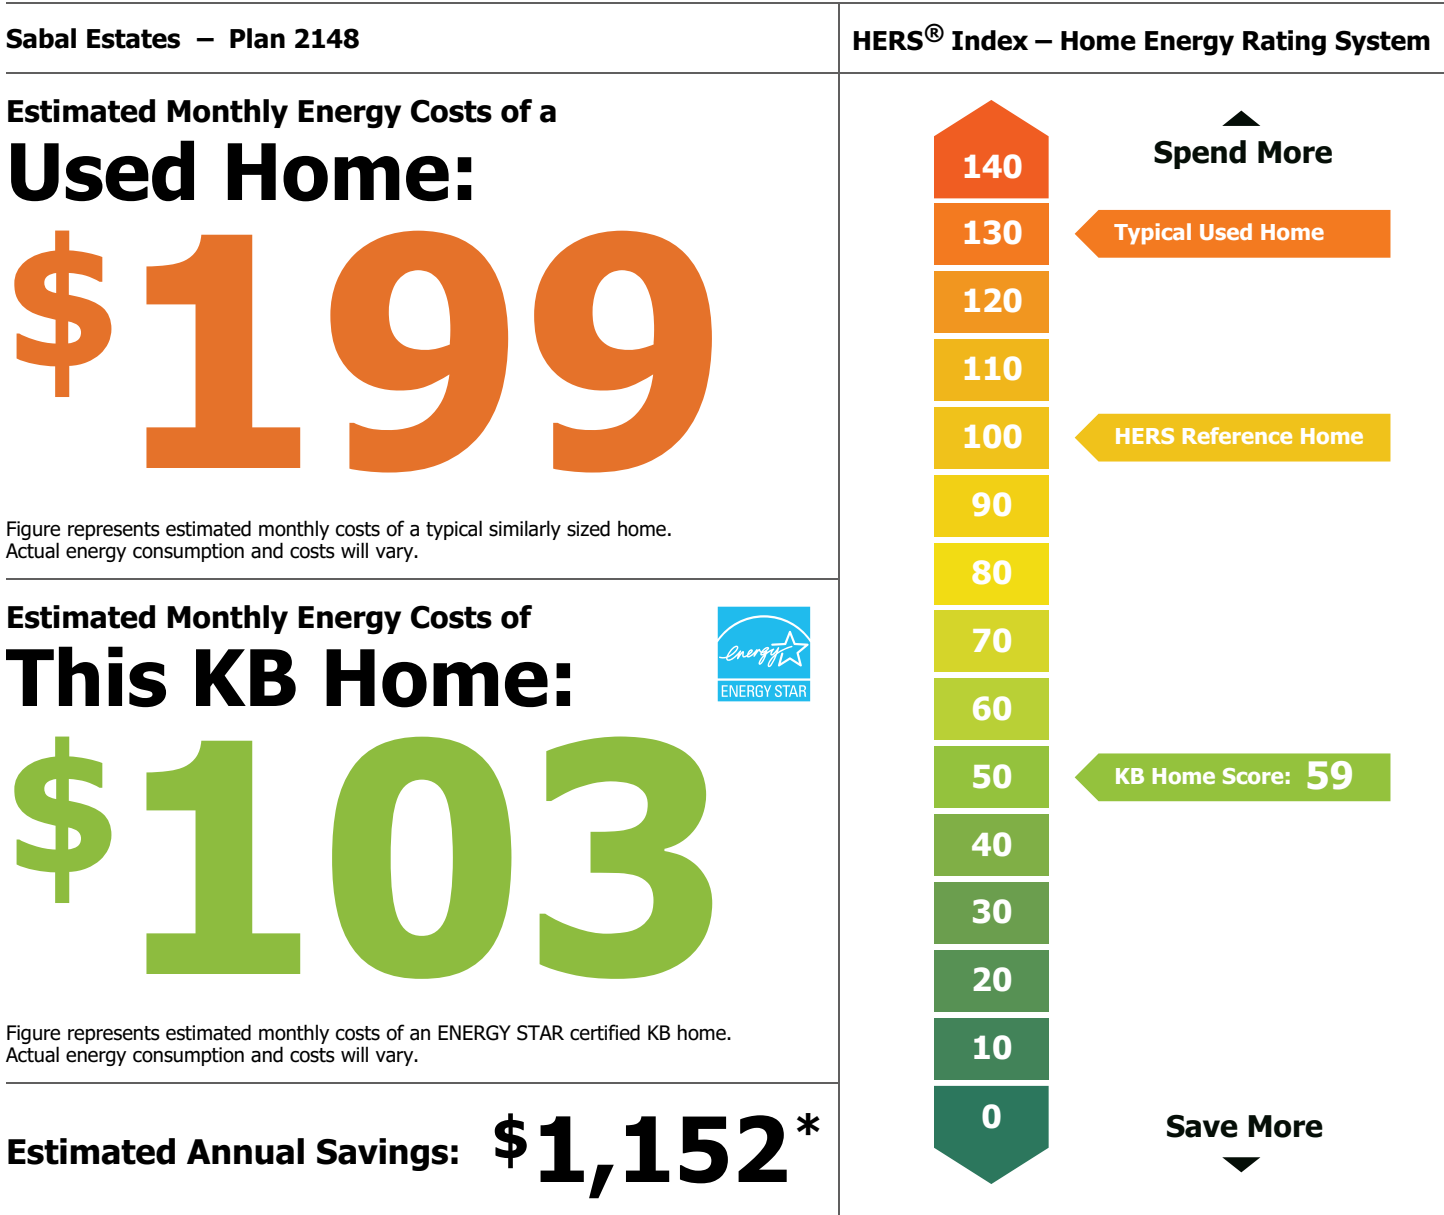 Sabal Estates – Plan 2148
Estimated Monthly Energy Costs of a
Used Home:
$199
Figure represents estimated monthly costs of a typical similarly sized home.
Actual energy consumption and costs will vary.
Estimated Monthly Energy Costs of
This KB Home:
energy
ENERGY STAR
$103
Figure represents estimated monthly costs of an ENERGY STAR certified KB home.
Actual energy consumption and costs will vary.
Estimated Annual Savings: $1,152*
HERS® Index – Home Energy Rating System
Spend More
140
130 Typical Used Home
120
110
100 HERS Reference Home
90
80
70
60
50 KB Home Score: 59
40
30
20
10
0
Save More